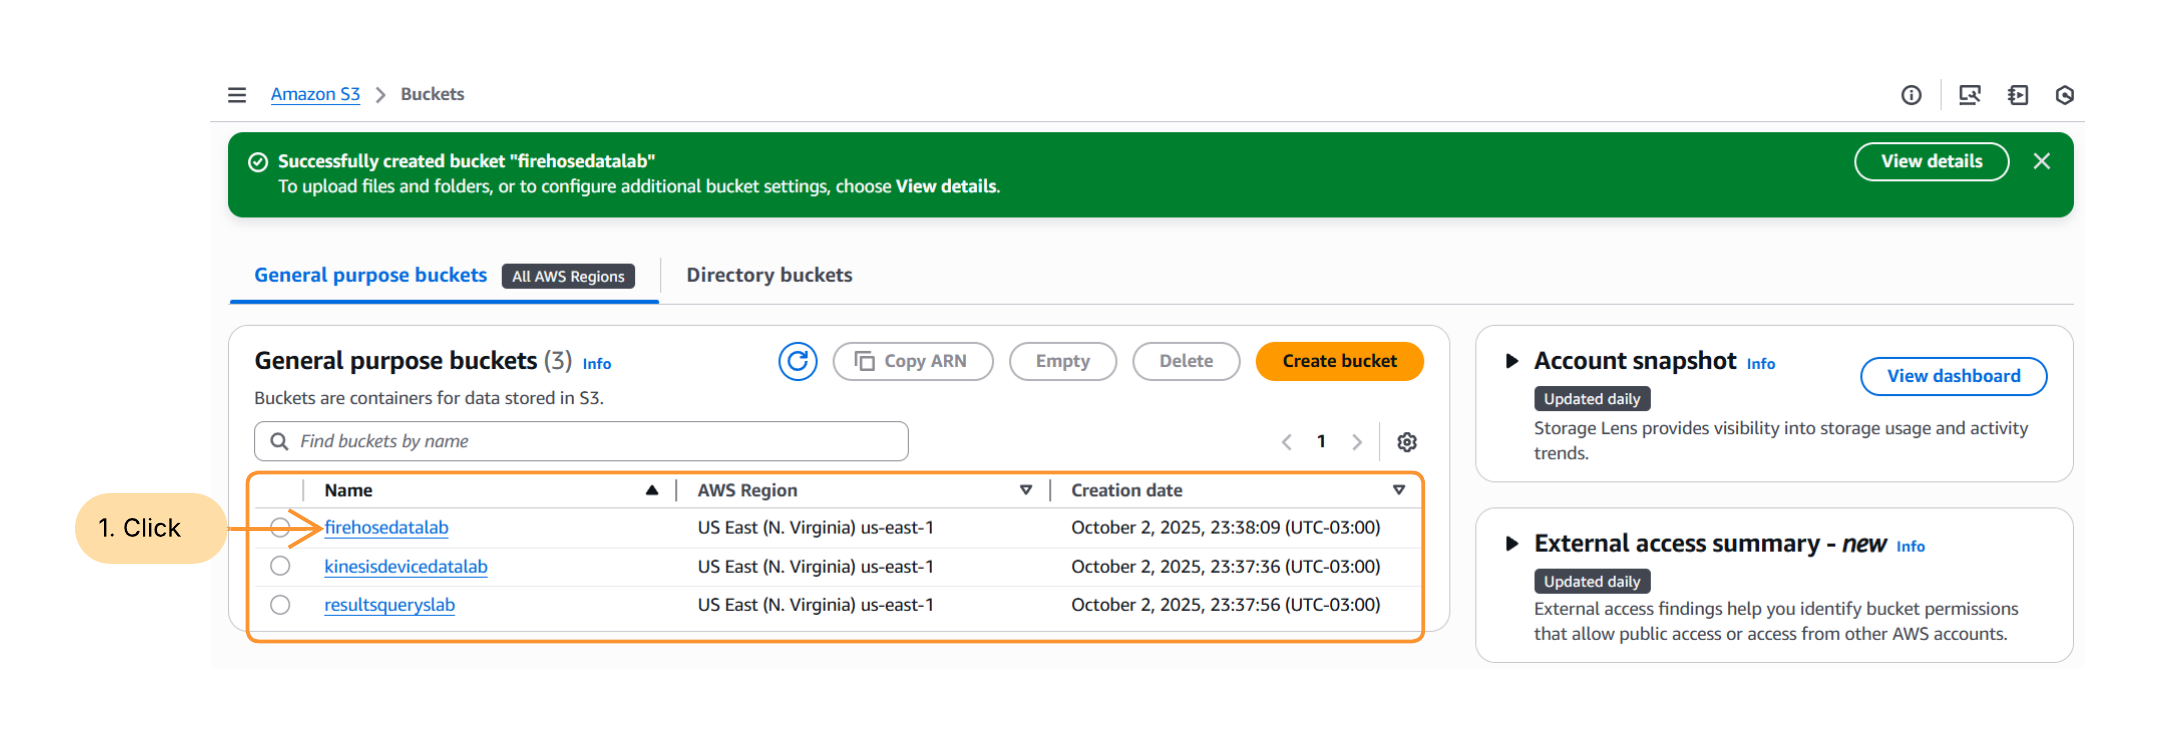 Amazon S3 > Buckets
Successfully created bucket "firehosedatalab"
To upload files and folders, or to configure additional bucket settings, choose View details.
View details
General purpose buckets All AWS Regions Directory buckets
General purpose buckets (3) Info
Copy ARN Empty Delete Create bucket
Buckets are containers for data stored in S3.
Find buckets by name
1
Name AWS Region Creation date
1. Click
firehosedatalab US East (N. Virginia) us-east-1 October 2, 2025, 23:38:09 (UTC-03:00)
kinesisdevicedatalab US East (N. Virginia) us-east-1 October 2, 2025, 23:37:36 (UTC-03:00)
resultsqueryslab US East (N. Virginia) us-east-1 October 2, 2025, 23:37:56 (UTC-03:00)
Account snapshot Info
View dashboard
Updated daily
Storage Lens provides visibility into storage usage and activity
trends.
External access summary - new Info
Updated daily
External access findings help you identify bucket permissions
that allow public access or access from other AWS accounts.